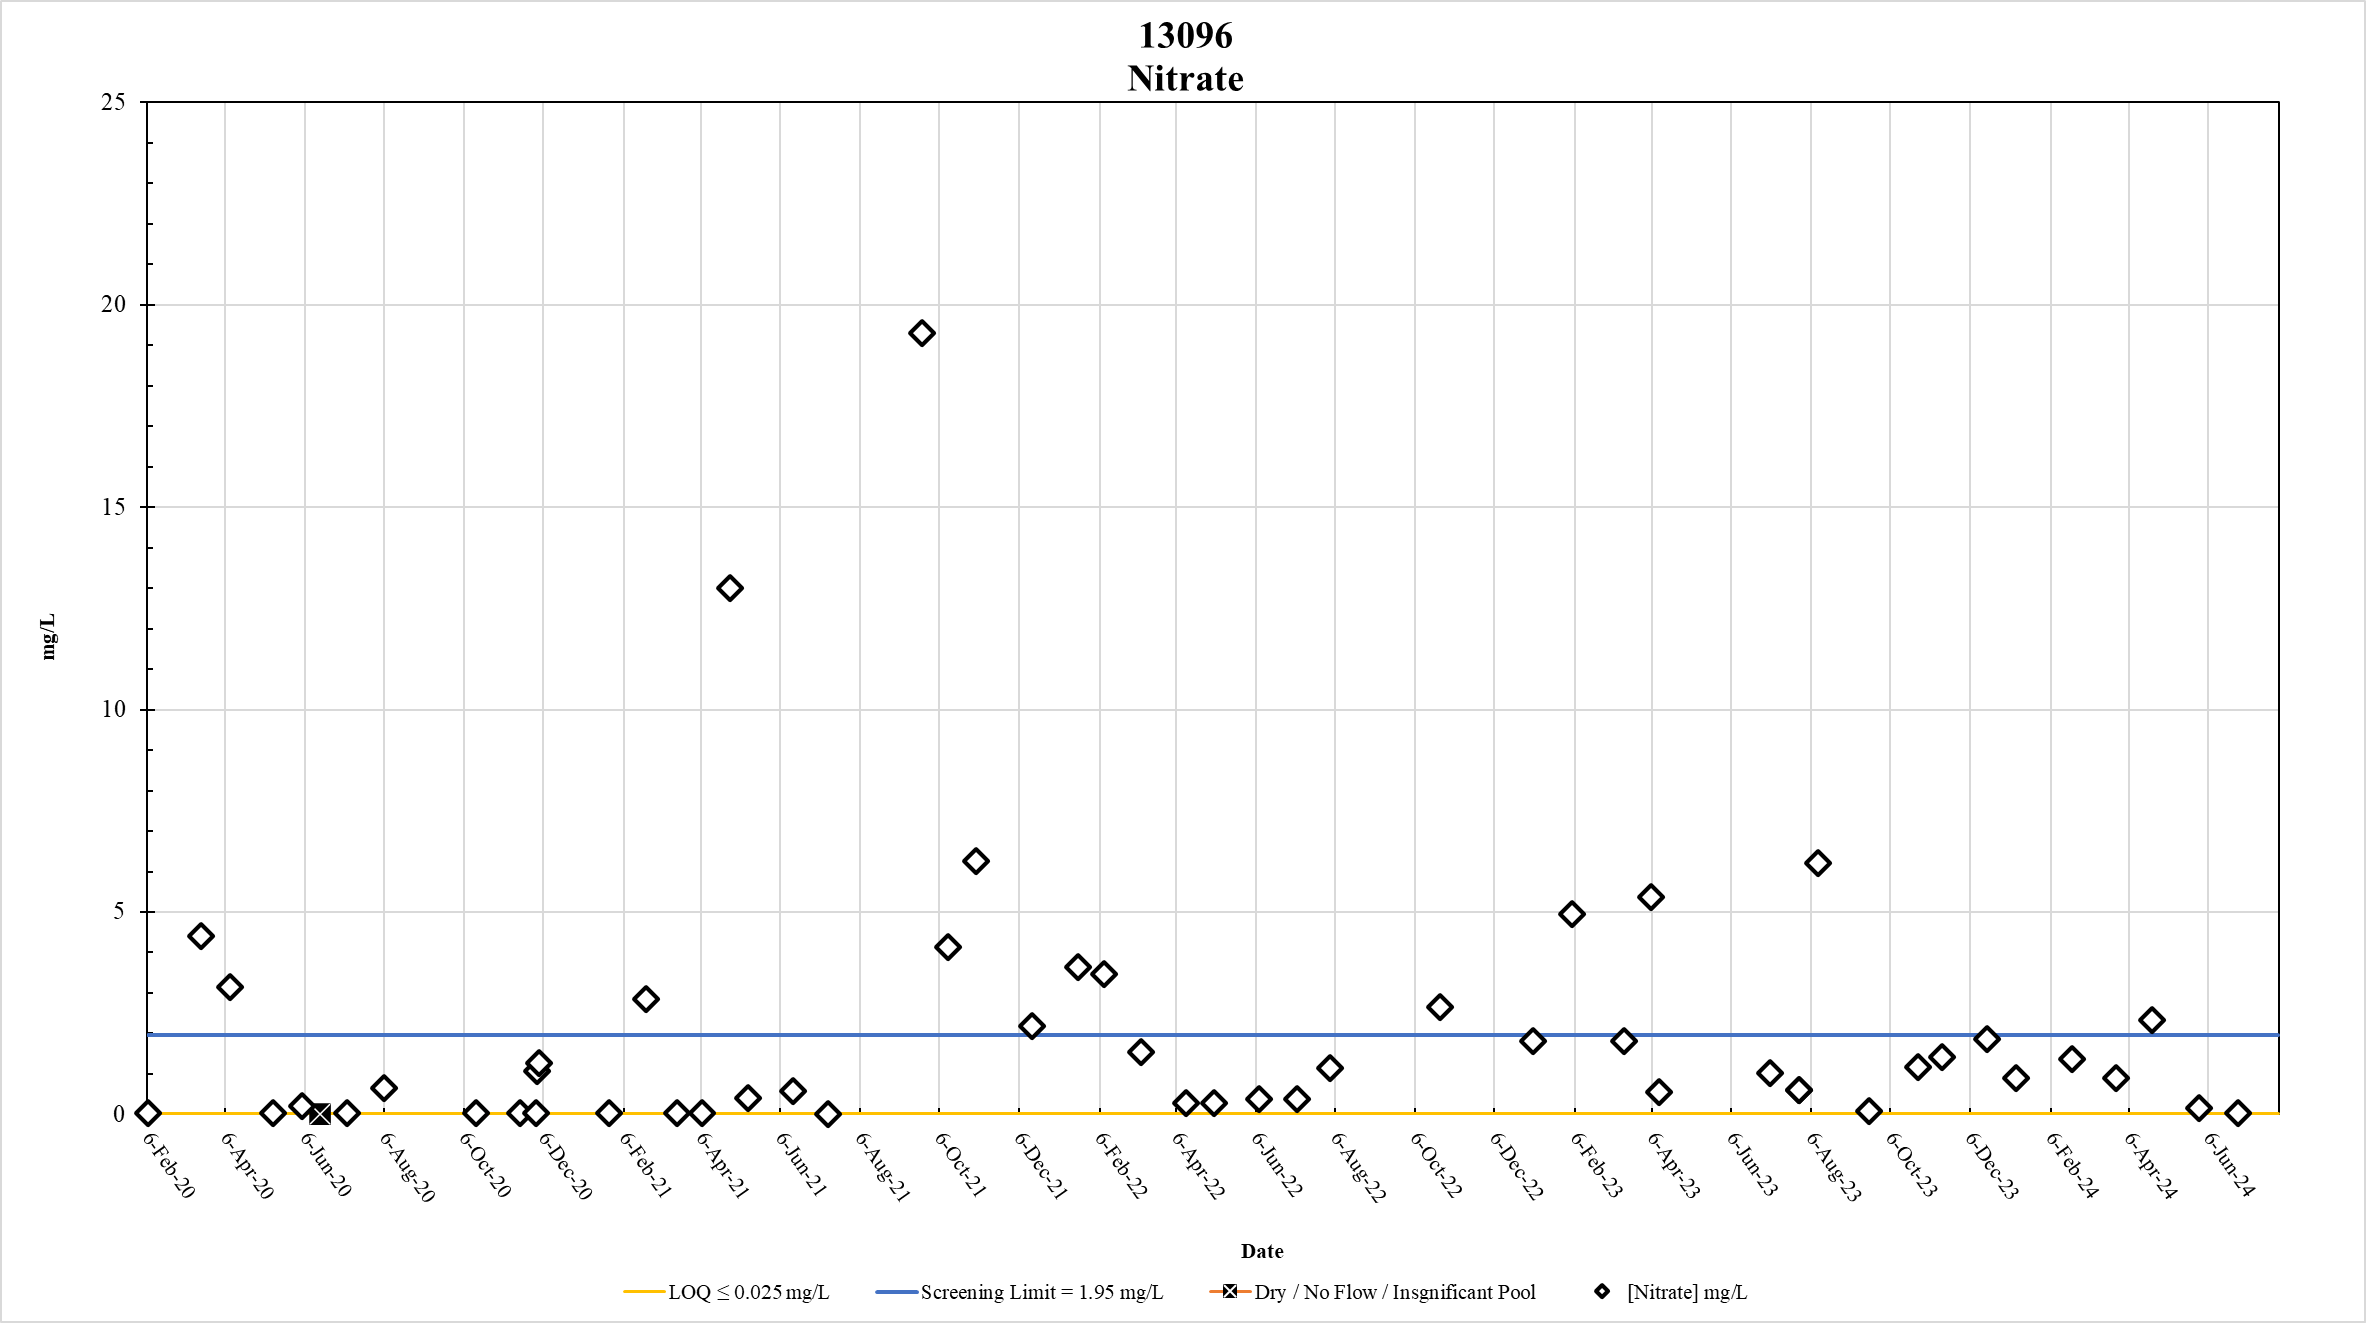 13096
Nitrate
25
20
15
10
5
0
mg/L
6-Feb-20
6-Apr-20
6-Jun-20
6-Aug-20
6-Oct-20
6-Dec-20
6-Feb-21
6-Apr-21
6-Jun-21
6-Aug-21
6-Oct-21
6-Dec-21
6-Feb-22
6-Apr-22
6-Jun-22
6-Aug-22
6-Oct-22
6-Dec-22
6-Feb-23
6-Apr-23
6-Jun-23
6-Aug-23
6-Oct-23
6-Dec-23
6-Feb-24
6-Apr-24
6-Jun-24
Date
LOQ ≤ 0.025 mg/L
Screening Limit = 1.95 mg/L
Dry / No Flow / Insgnificant Pool
[Nitrate] mg/L